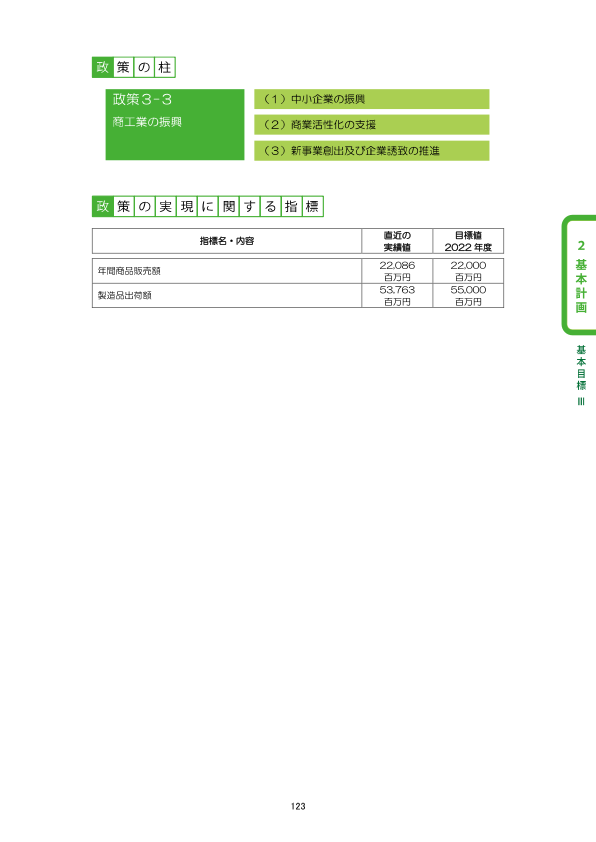 政策の柱
政策3-3
商工業の振興
（1）中小企業の振興
（2）商業活性化の支援
（3）新事業創出及び企業誘致の推進
政策の実現に関する指標
指標名・内容
直近の
実績値
目標値
2022年度
年間商品販売額
22,086
百万円
22,000
百万円
製造品出荷額
53,763
百万円
55,000
百万円
2
基本計画
基本目標 Ⅲ
123